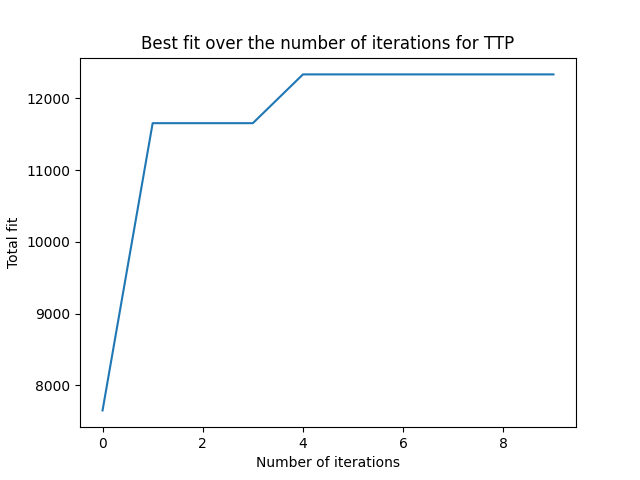 Best fit over the number of iterations for TTP
Total fit
12000
11000
10000
9000
8000
0 2 4 6 8
Number of iterations